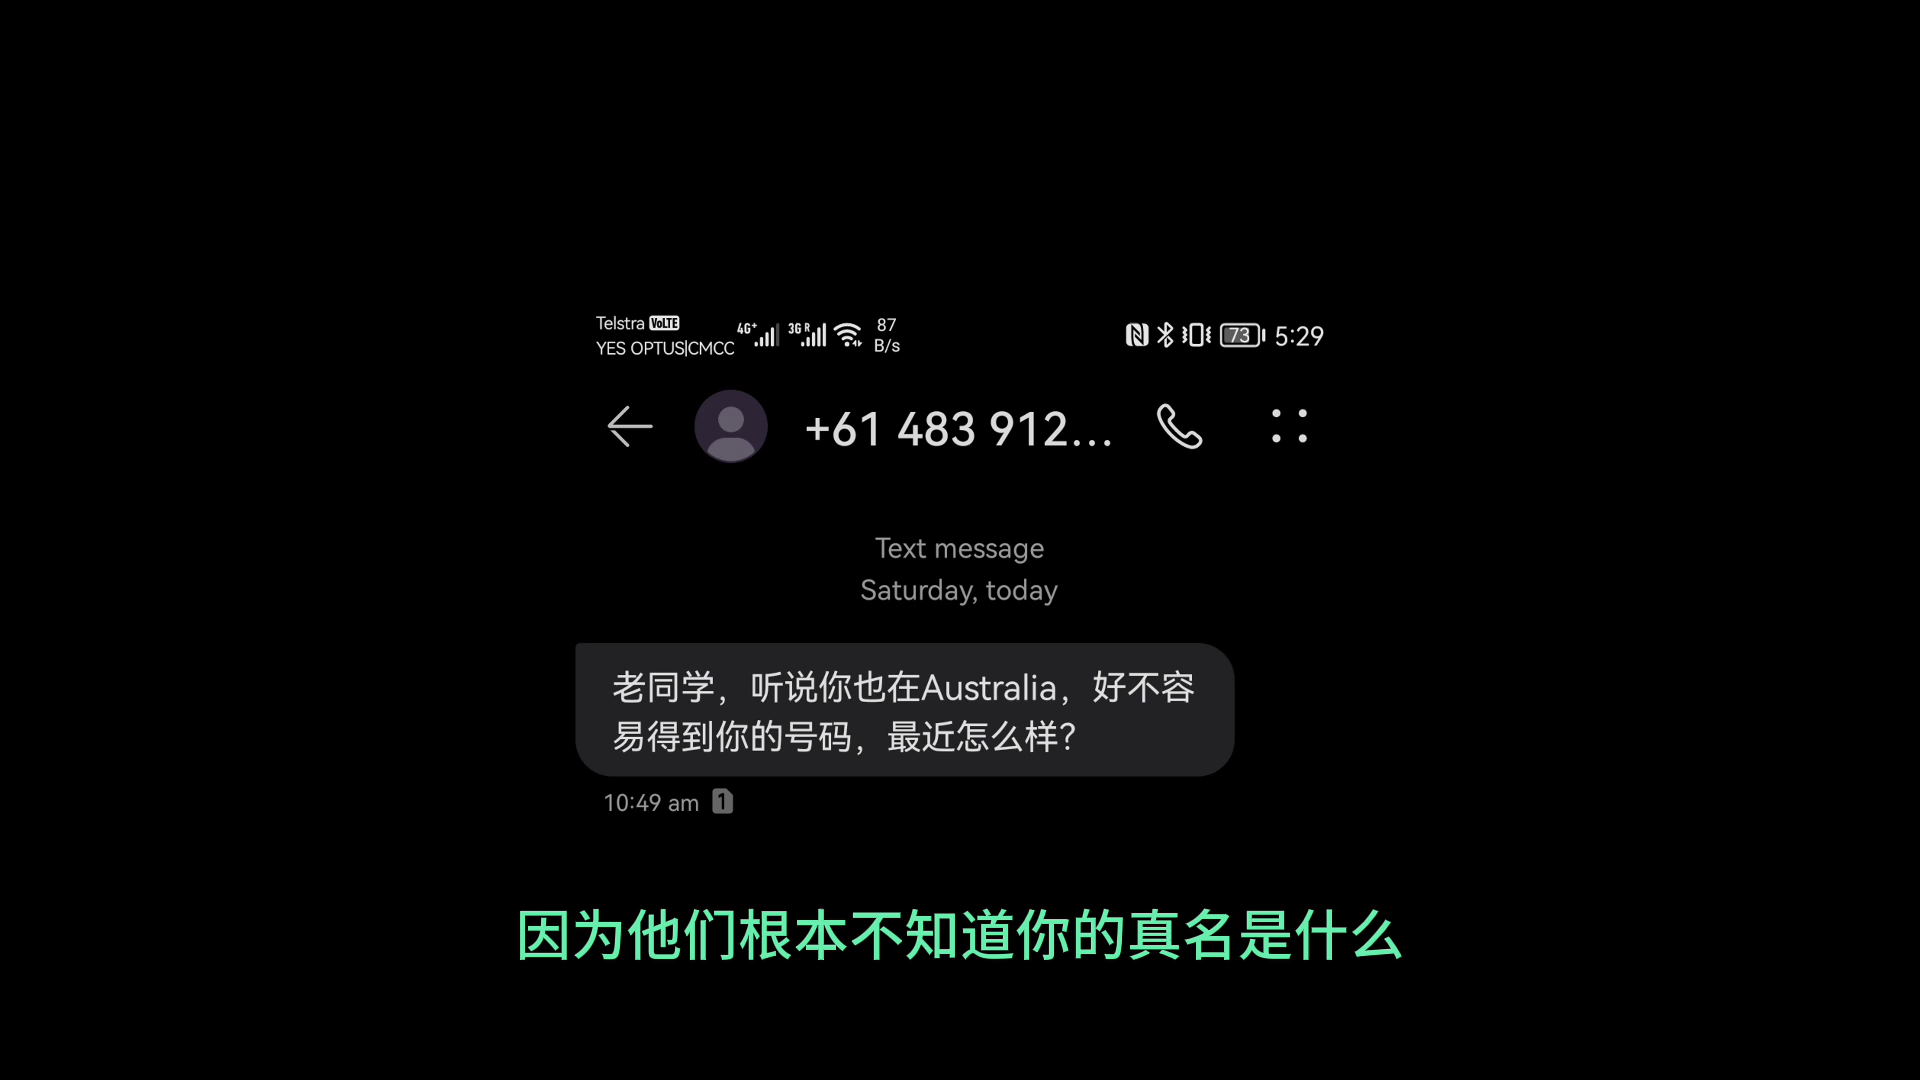 Telstra VoLTE
YES OPTUS|CMCC
4G+
3G R
87
B/s
73
5:29
+61 483 912...
Text message
Saturday, today
老同学，听说你也在Australia，好不容
易得到你的号码，最近怎么样？
10:49 am 1
因为他们根本不知道你的真名是什么